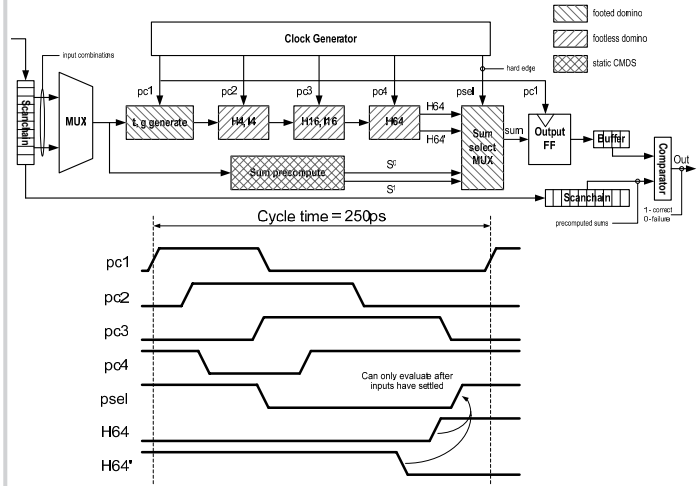 footed domino
footless domino
static CMDS
Clock Generator
hard edge
input combinations
pc1
pc2
pc3
pc4
psel
pc1
Scanchain
MUX
t, g generate
H4, I4
H16, I16
H64
H64
H64'
Sum
select
MUX
sum
Output
FF
Buffer
Comparator
Out
Sum precompute
S⁰
S¹
Scanchain
precomputed sums
1 - correct
0 - failure
Cycle time = 250ps
pc1
pc2
pc3
pc4
psel
H64
H64'
Can only evaluate after
inputs have settled